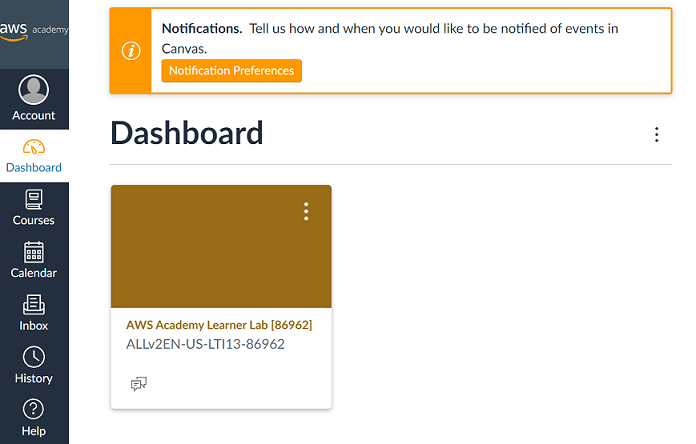 aws academy
Account
Dashboard
Courses
Calendar
Inbox
History
Help
Notifications. Tell us how and when you would like to be notified of events in
Canvas.
Notification Preferences
Dashboard
AWS Academy Learner Lab [86962]
ALLv2EN-US-LTI13-86962